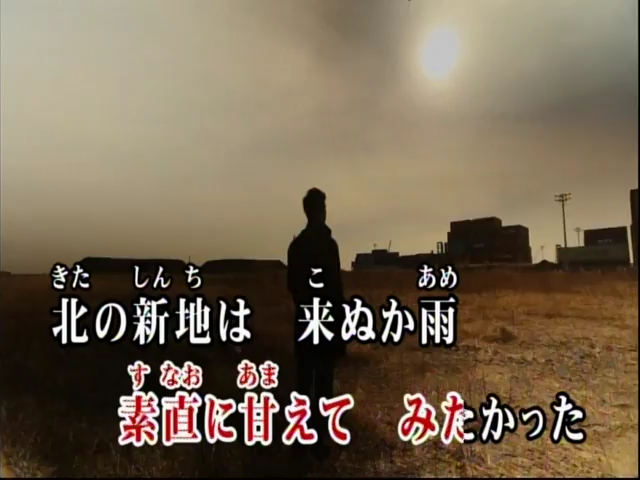 きた しんち こ あめ
北の新地は 来ぬか雨
すなお あま
素直に甘えて みたかった